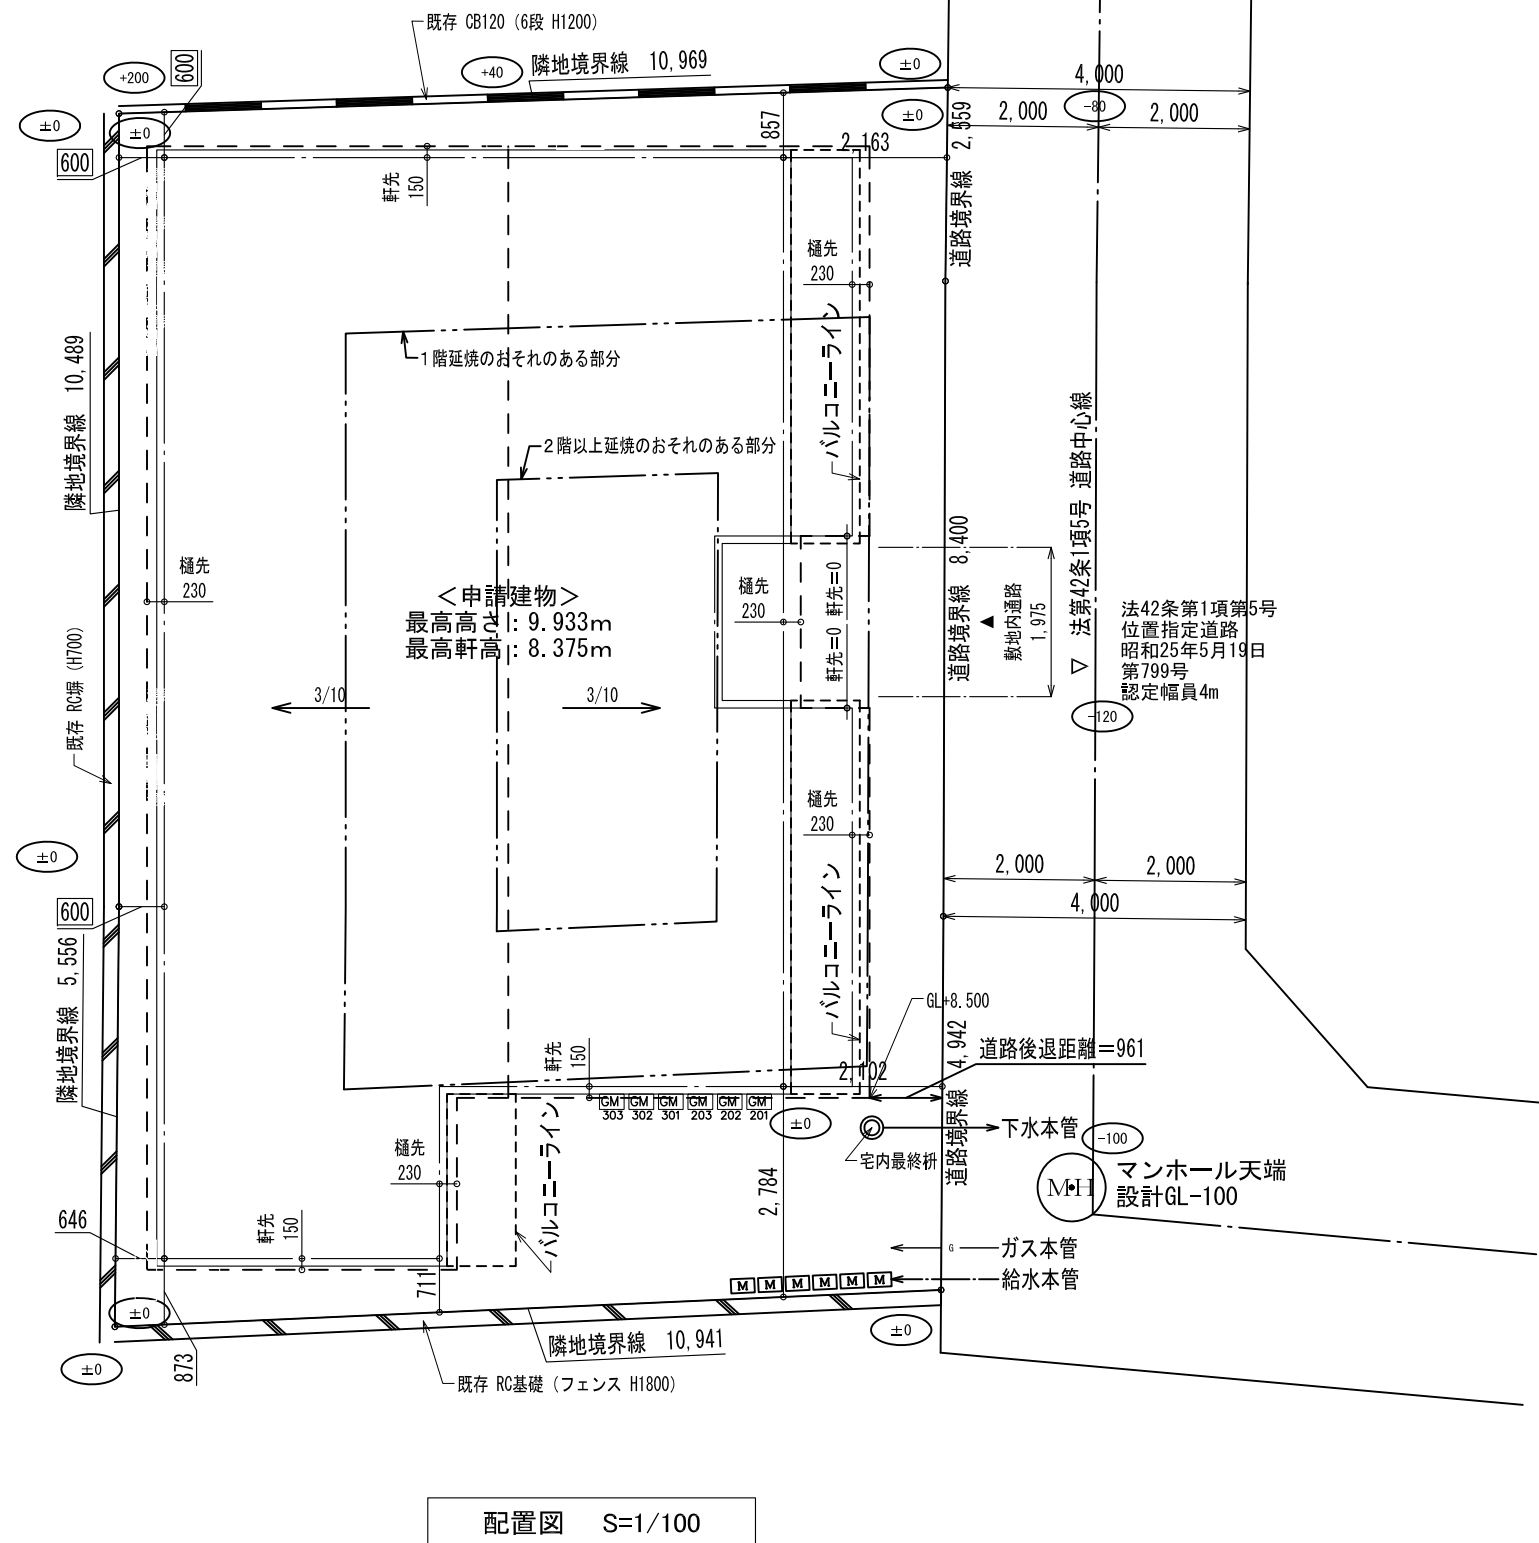 既存 CB120（6段 H1200）
+200
600
+40
隣地境界線 10,969
±0
4,000
±0
±0
±0
857
2,559
2,000
-80
2,000
600
2,163
軒先
150
道路境界線
樋先
230
バルコニーライン
1階延焼のおそれのある部分
隣地境界線 10,489
2階以上延焼のおそれのある部分
法第42条1項5号 道路中心線
道路境界線 8,400
樋先
230
＜申請建物＞
最高高さ：9.933m
最高軒高：8.375m
樋先
230
軒先=0
軒先=0
敷地内通路
1,975
法42条第1項第5号
位置指定道路
昭和25年5月19日
第799号
認定幅員4m
既存 RC塀（H700）
3/10
3/10
-120
樋先
230
±0
2,000
2,000
バルコニーライン
600
4,000
隣地境界線 5,556
GL+8.500
4,942
道路後退距離=961
軒先
150
2,102
GM
GM
GM
GM
GM
GM
303
302
301
203
202
201
±0
道路境界線
下水本管
-100
宅内最終枡
樋先
230
バルコニーライン
2,784
MH
マンホール天端
設計GL-100
646
軒先
150
G
ガス本管
711
M
M
M
M
M
M
給水本管
±0
隣地境界線 10,941
±0
±0
873
既存 RC基礎（フェンス H1800）
配置図 S=1/100